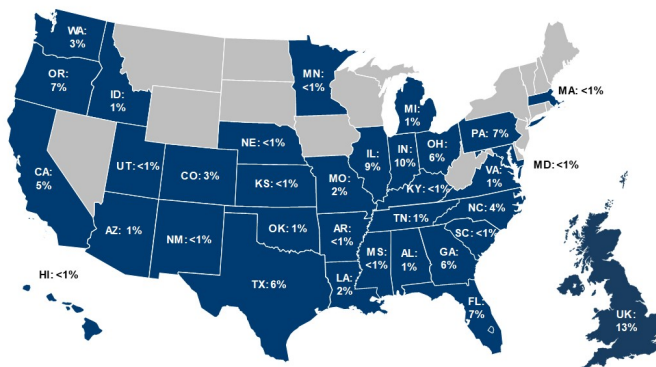 WA:
3%
OR:
7%
ID:
1%
MN:
<1%
MI
1%
MA: <1%
PA: 7%
NE: <1%
IL:
9%
IN:
10%
OH:
6%
MD: <1%
CA:
5%
UT: <1%
CO: 3%
KS: <1%
MO:
2%
KY: <1%
VA:
1%
NC: 4%
TN: 1%
AZ: 1%
NM: <1%
OK: 1%
AR:
<1%
SC: <1%
MS:
<1%
AL:
1%
GA:
6%
HI: <1%
TX: 6%
LA:
2%
FL:
7%
UK:
13%